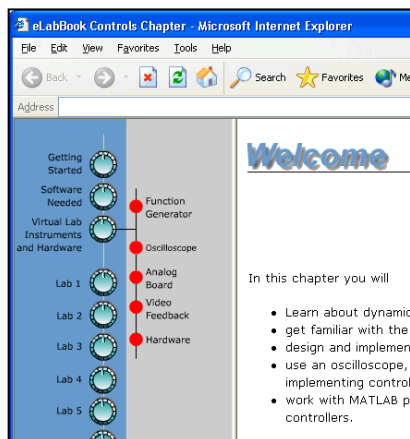 eLabBook Controls Chapter - Microsoft Internet Explorer
File Edit View Favorites Tools Help
Back Search Favorites
Address
Getting
Started
Software
Needed
Virtual Lab
Instruments
and Hardware
Lab 1
Lab 2
Lab 3
Lab 4
Lab 5
Function
Generator
Oscilloscope
Analog
Board
Video
Feedback
Hardware
Welcome
In this chapter you will
• Learn about dynamic
• get familiar with the
• design and implemen
• use an oscilloscope,
implementing control
• work with MATLAB p
controllers.